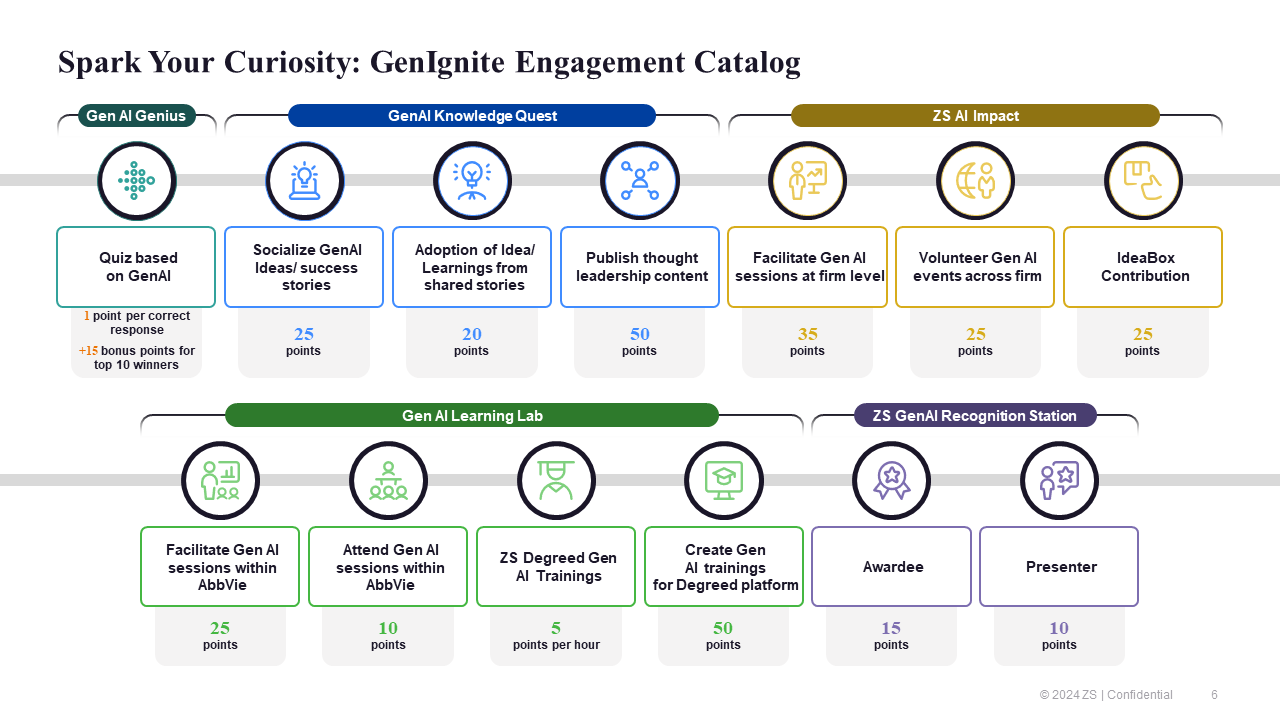 Spark Your Curiosity: GenIgnite Engagement Catalog
Gen AI Genius
GenAI Knowledge Quest
ZS AI Impact
Quiz based
on GenAI
1 point per correct
response
+15 bonus points for
top 10 winners
Socialize GenAI
Ideas/ success
stories
25
points
Adoption of Idea/
Learnings from
shared stories
20
points
Publish thought
leadership content
50
points
Facilitate Gen AI
sessions at firm level
35
points
Volunteer Gen AI
events across firm
25
points
IdeaBox
Contribution
25
points
Gen AI Learning Lab
ZS GenAI Recognition Station
Facilitate Gen AI
sessions within
AbbVie
25
points
Attend Gen AI
sessions within
AbbVie
10
points
ZS Degreed Gen
AI Trainings
5
points per hour
Create Gen
AI trainings
for Degreed platform
50
points
Awardee
15
points
Presenter
10
points
© 2024 ZS | Confidential
6